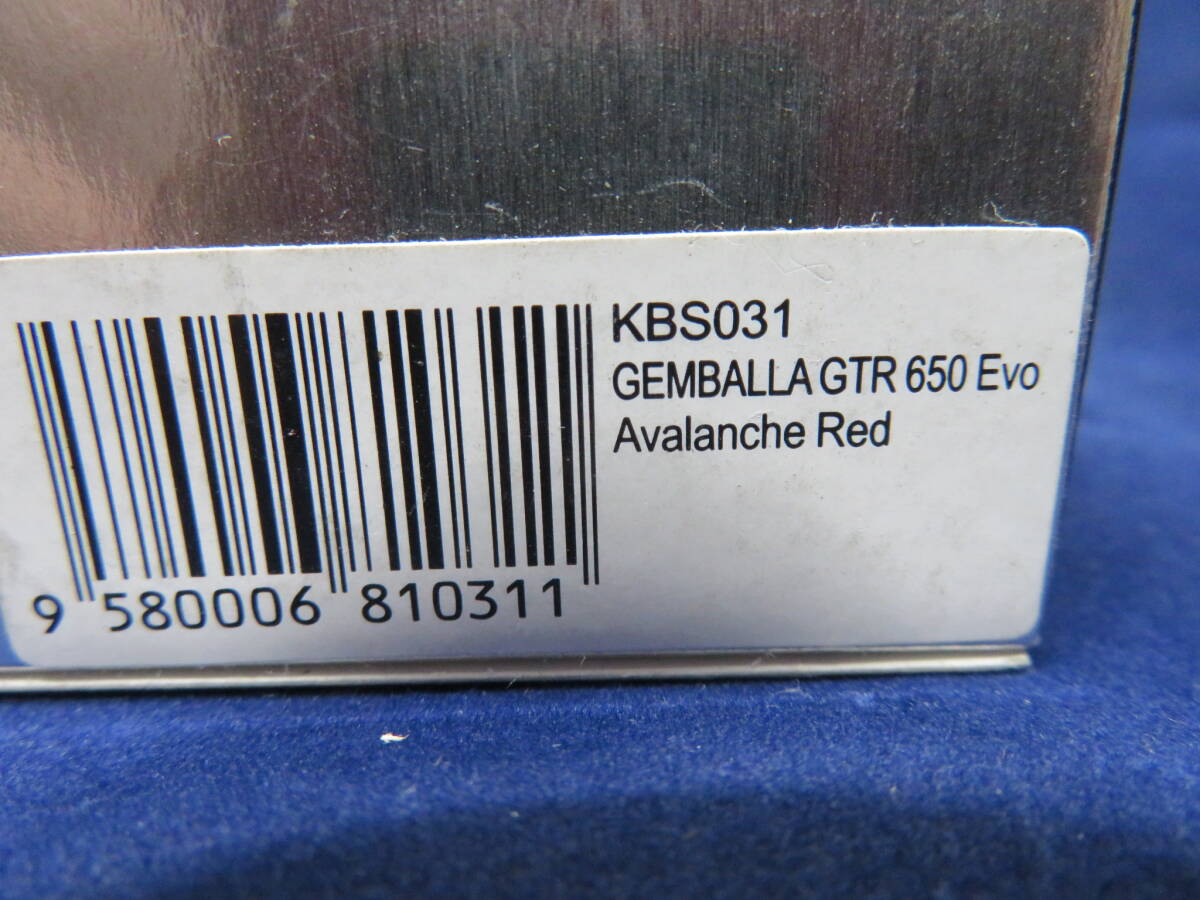 KBS031
GEMBALLA GTR 650 Evo
Avalanche Red
9 580006 810311